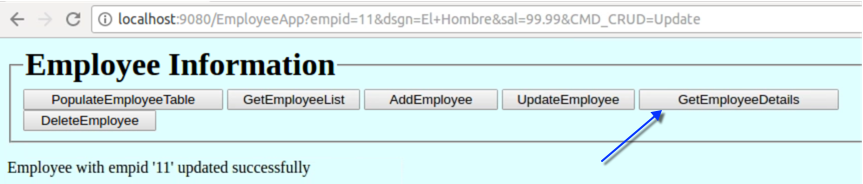 localhost:9080/EmployeeApp?empid=11&dsgn=El+Hombre&sal=99.99&CMD_CRUD=Update
Employee Information
PopulateEmployeeTable GetEmployeeList AddEmployee UpdateEmployee GetEmployeeDetails
DeleteEmployee
Employee with empid '11' updated successfully